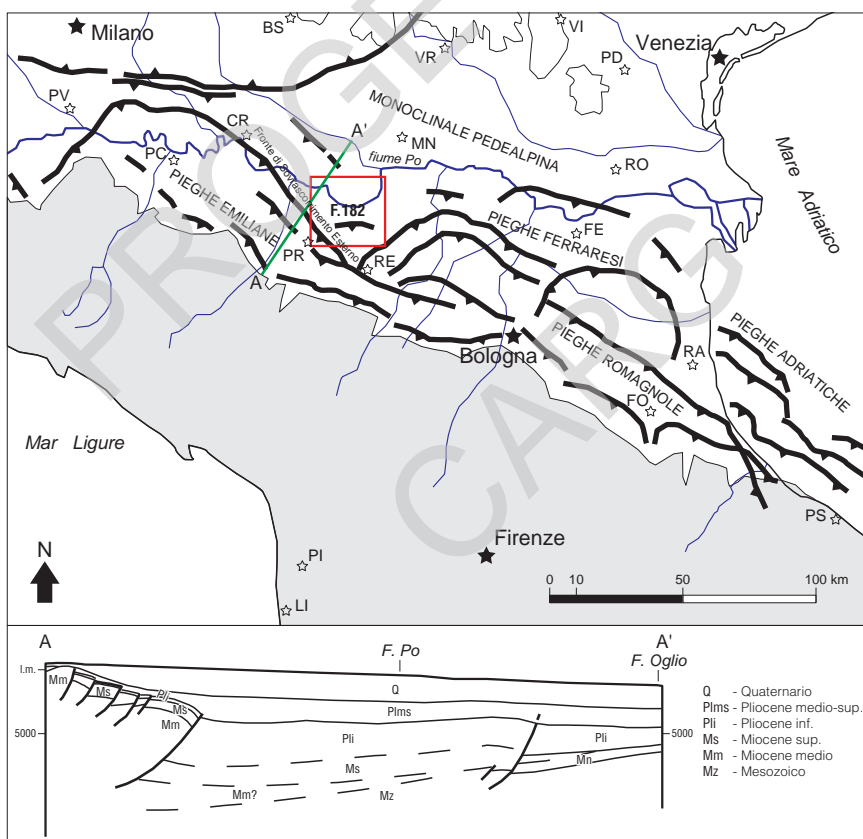 Milano
BS
VI
VR
PD
Venezia
PV
CR
MONOCLINALE PEDEALPINA
A'
MN
fiume Po
PC
RO
Mare Adriatico
Fronte di Sovrascorrimento Esterno
PIEGHE EMILIANE
F.182
PR
RE
FE
PIEGHE FERRARESI
A
Bologna
PIEGHE ROMAGNOLE
RA
PIEGHE ADRIATICHE
FO
Mar Ligure
PS
Firenze
N
PI
LI
0 10 50 100 km
PROGE
CARG
A
F. Po
A'
F. Oglio
l.m.
Mm
Ms
Pli
Q
Ms
Plms
Mm
5000
Pli
Pli
5000
Ms
Mn
Mm?
Mz
Q - Quaternario
Plms - Pliocene medio-sup.
Pli - Pliocene inf.
Ms - Miocene sup.
Mm - Miocene medio
Mz - Mesozoico